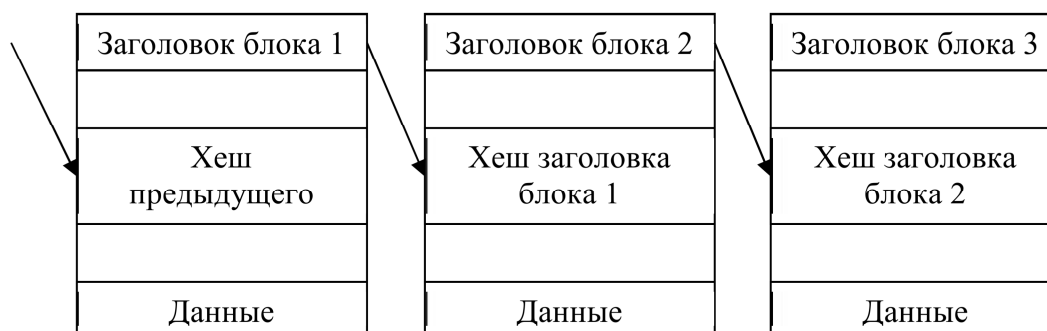 Заголовок блока 1
Хеш
предыдущего
Данные
Заголовок блока 2
Хеш заголовка
блока 1
Данные
Заголовок блока 3
Хеш заголовка
блока 2
Данные